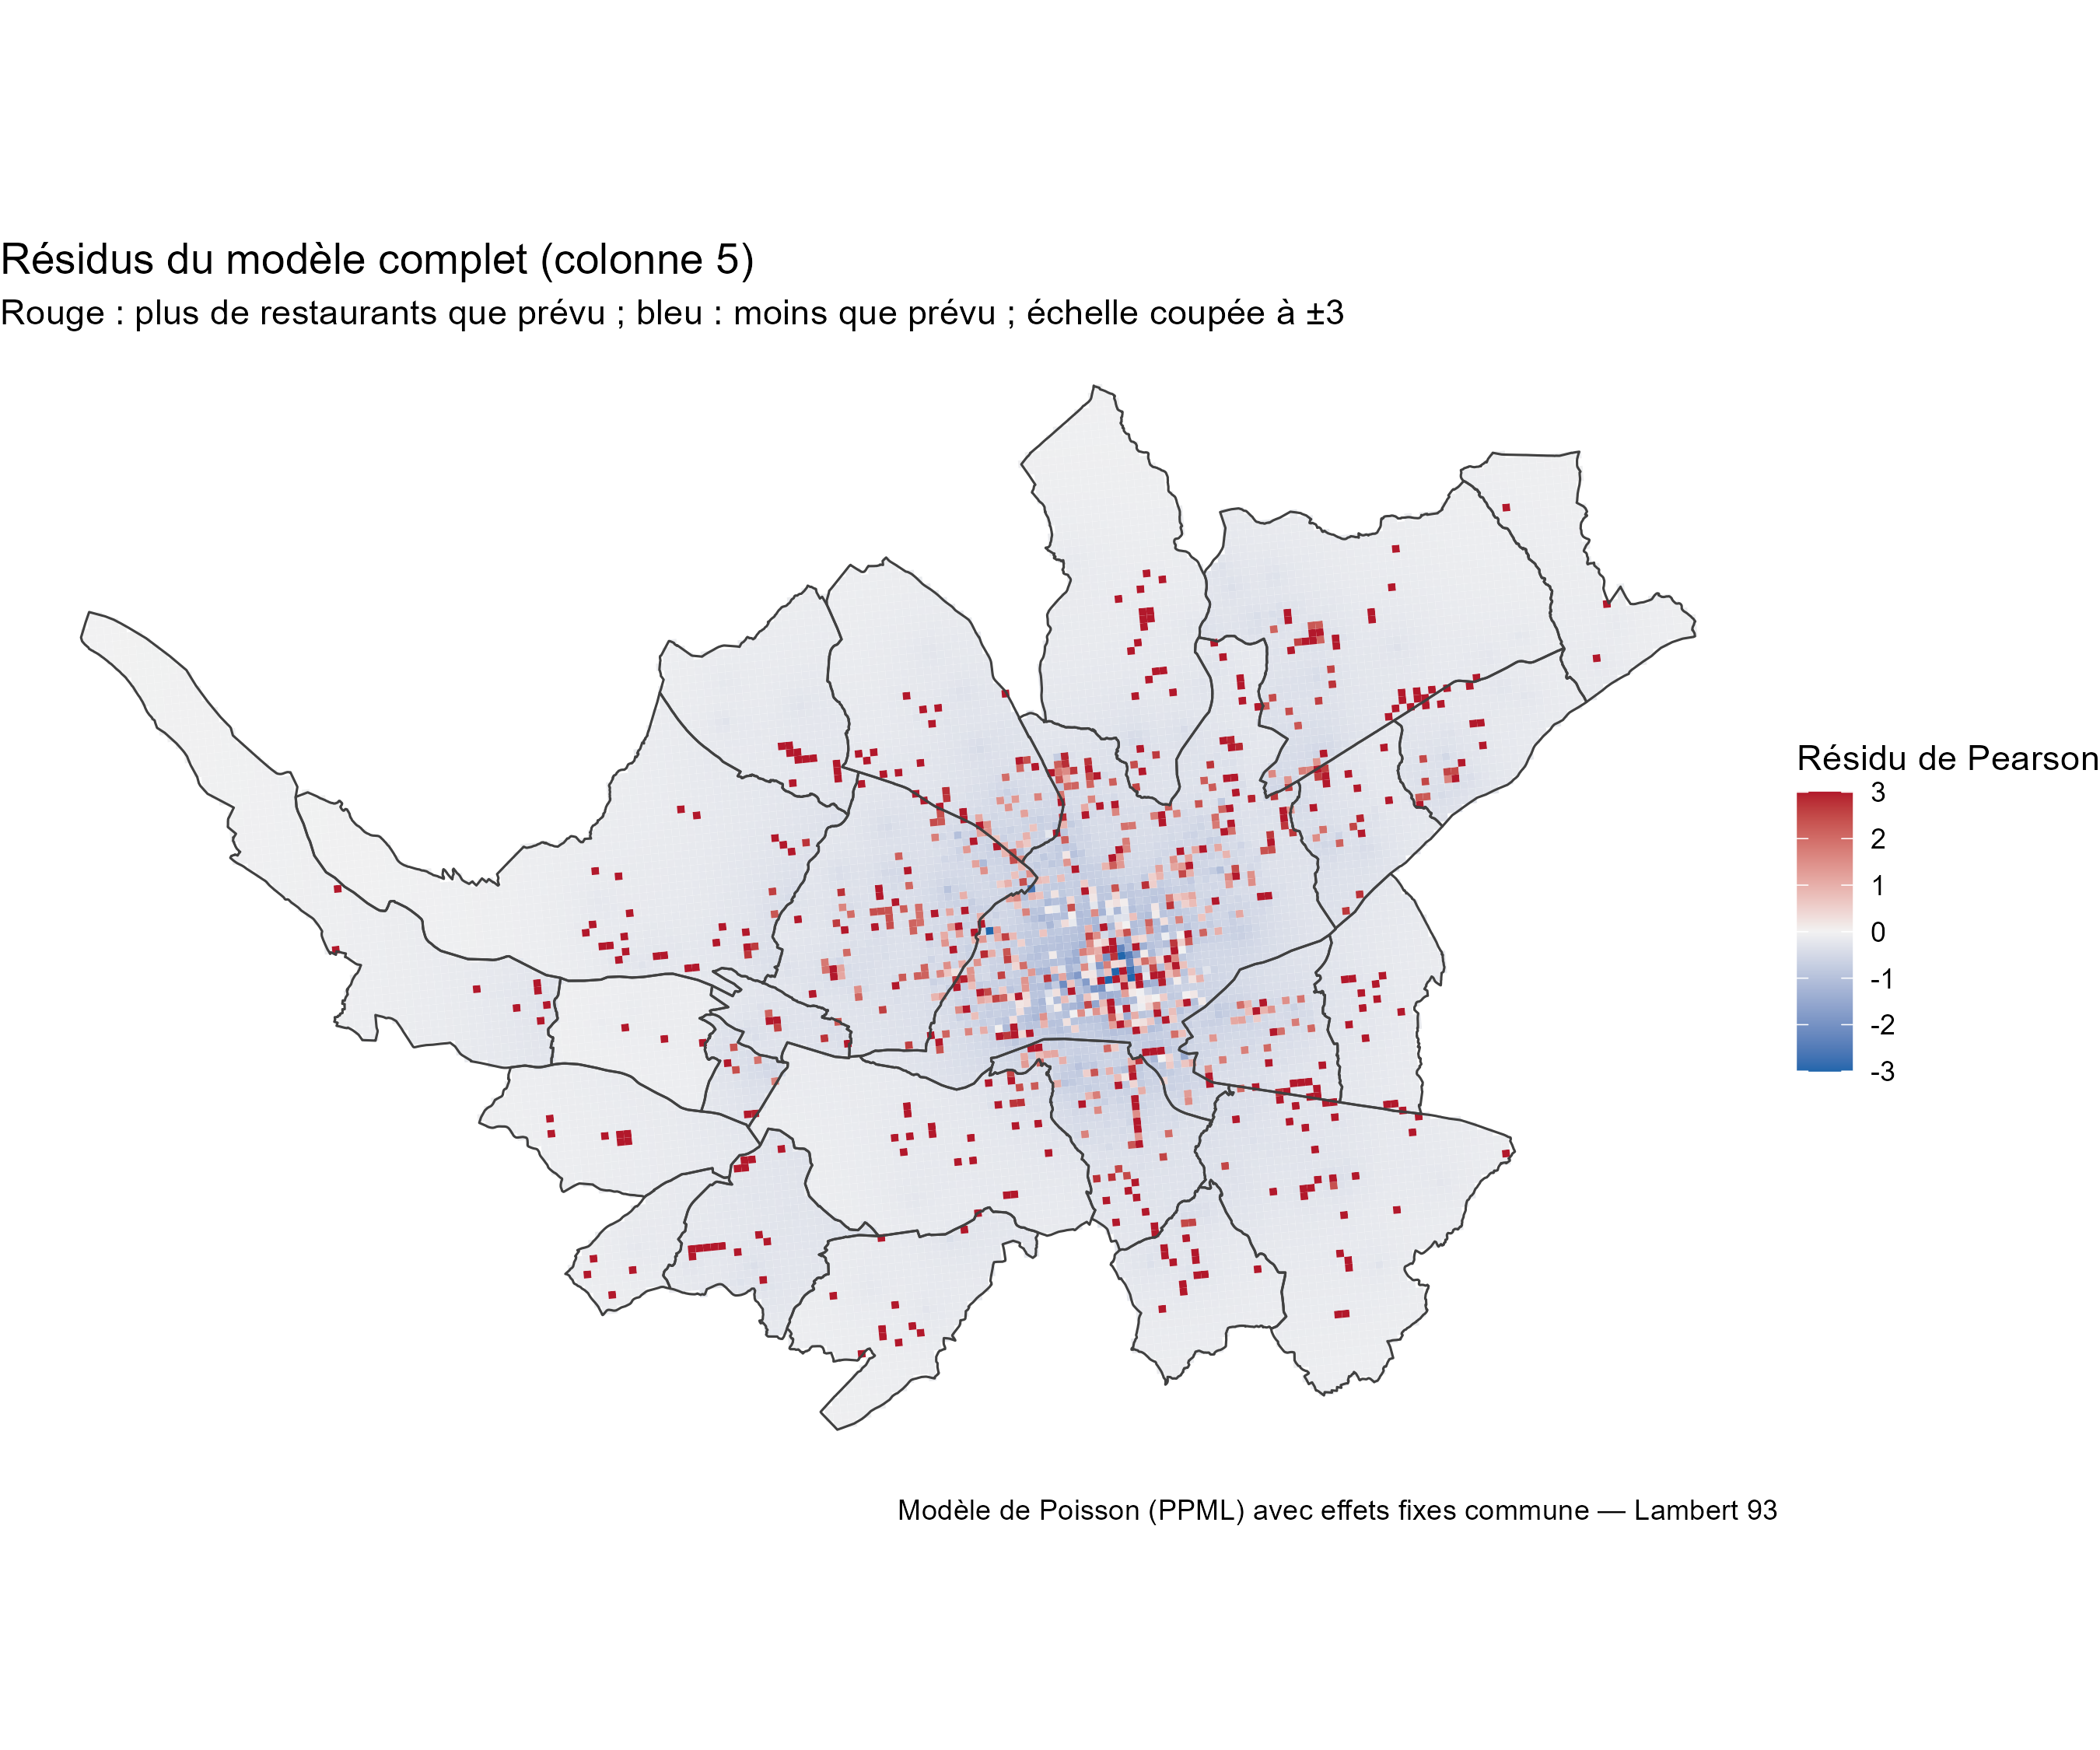 Résidus du modèle complet (colonne 5)
Rouge : plus de restaurants que prévu ; bleu : moins que prévu ; échelle coupée à ±3
Résidu de Pearson
3
2
1
0
-1
-2
-3
Modèle de Poisson (PPML) avec effets fixes commune — Lambert 93